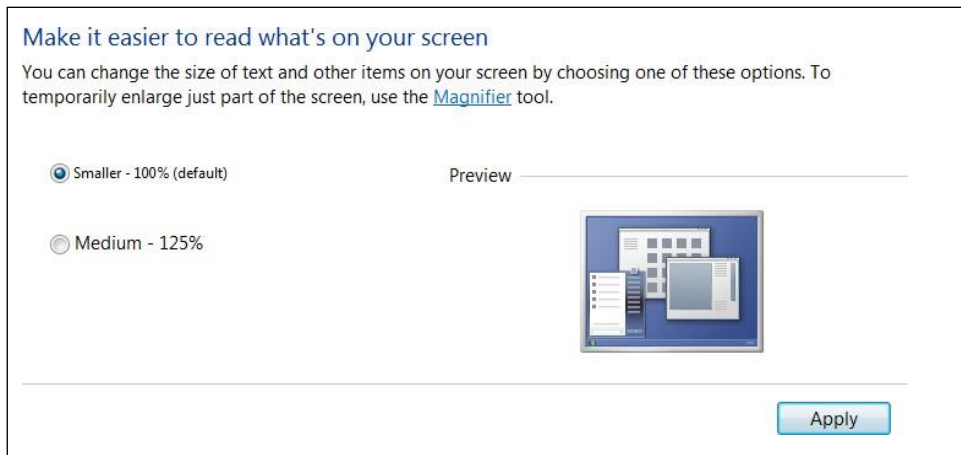 Make it easier to read what's on your screen
You can change the size of text and other items on your screen by choosing one of these options. To
temporarily enlarge just part of the screen, use the Magnifier tool.
Smaller - 100% (default)
Preview
Medium - 125%
Apply